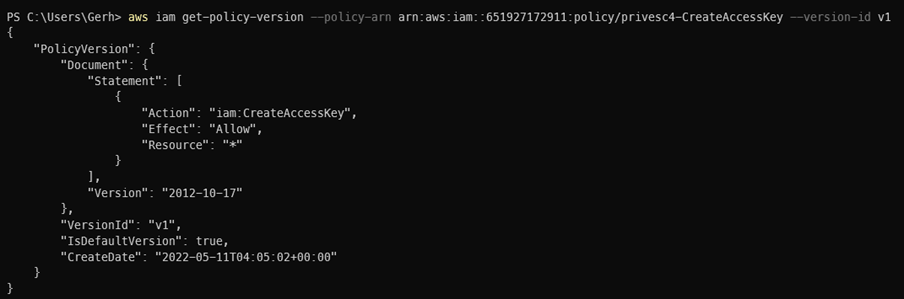 PS C:\Users\Gerh> aws iam get-policy-version --policy-arn arn:aws:iam::651927172911:policy/privesc4-CreateAccessKey --version-id v1
{
    "PolicyVersion": {
        "Document": {
            "Statement": [
                {
                    "Action": "iam:CreateAccessKey",
                    "Effect": "Allow",
                    "Resource": "*"
                }
            ],
            "Version": "2012-10-17"
        },
        "VersionId": "v1",
        "IsDefaultVersion": true,
        "CreateDate": "2022-05-11T04:05:02+00:00"
    }
}